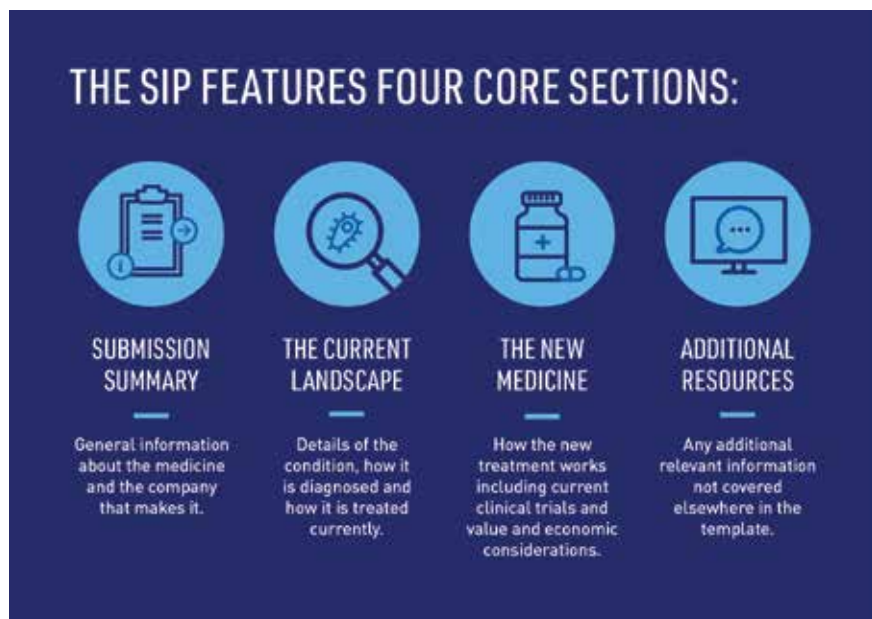 THE SIP FEATURES FOUR CORE SECTIONS:
SUBMISSION
SUMMARY
General information
about the medicine
and the company
that makes it.
THE CURRENT
LANDSCAPE
Details of the
condition, how it
is diagnosed and
how it is treated
currently.
THE NEW
MEDICINE
How the new
treatment works
including current
clinical trials and
value and economic
considerations.
ADDITIONAL
RESOURCES
Any additional
relevant information
not covered
elsewhere in the
template.